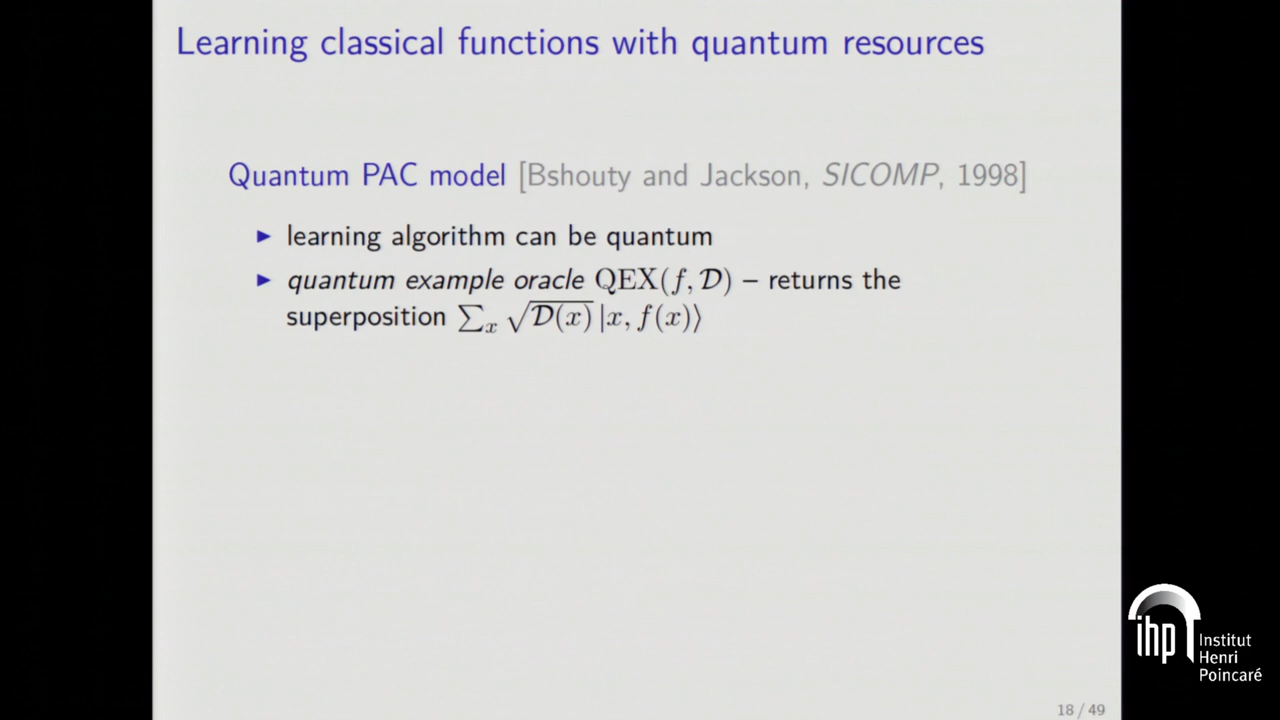 Learning classical functions with quantum resources
Quantum PAC model [Bshouty and Jackson, SICOMP, 1998]
▶ learning algorithm can be quantum
▶ quantum example oracle QEX(f, 𝒟) – returns the
superposition ∑ₓ √𝒟(x) |x, f(x)⟩
ihp Institut
Henri
Poincaré
18 / 49